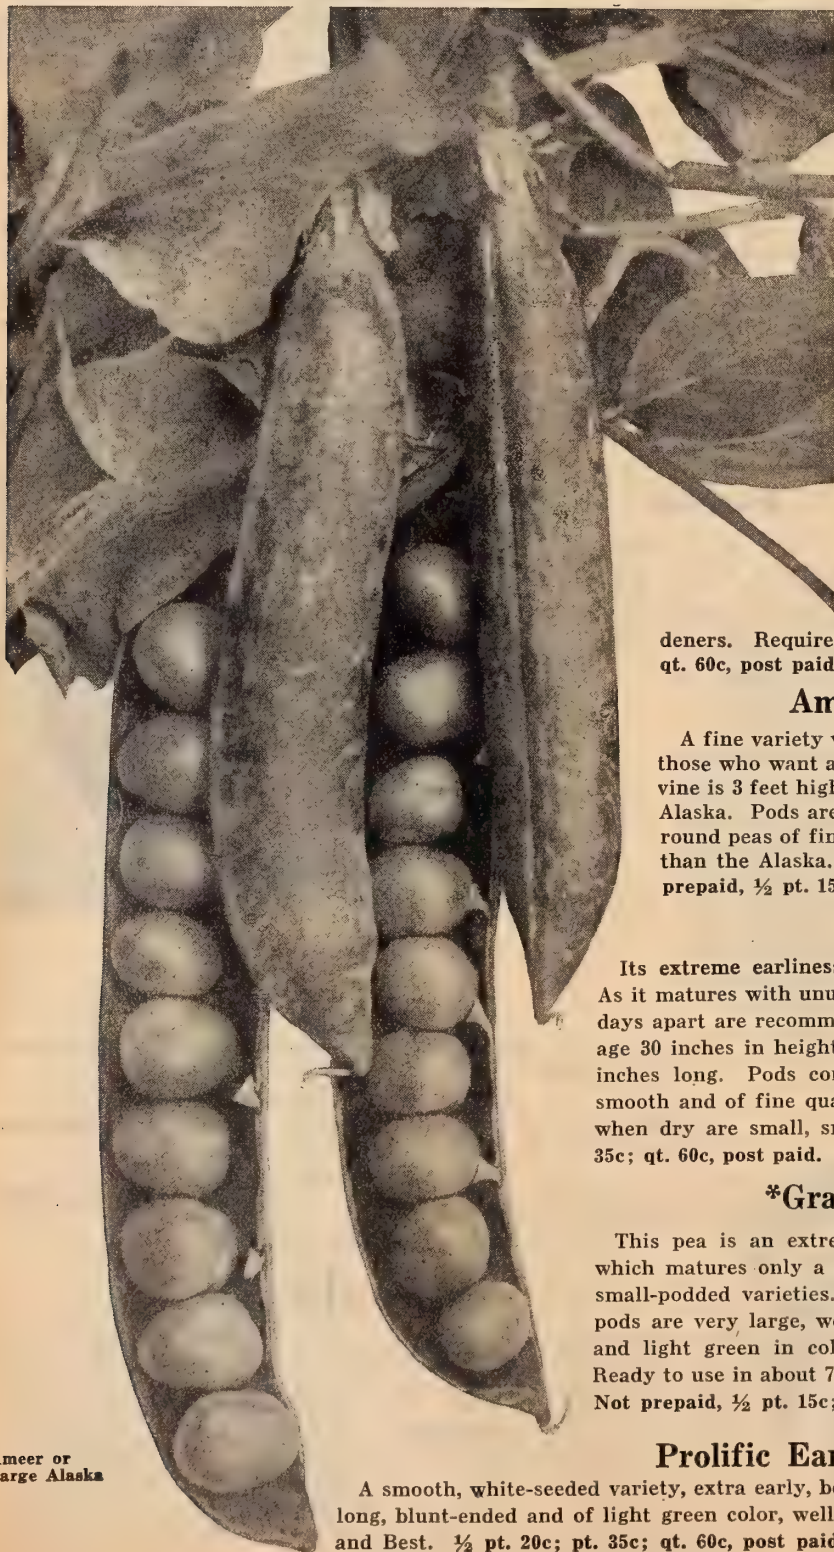 deners. Require
qt. 60c, post paid
Am
A fine variety
those who want a
vine is 3 feet high
Alaska. Pods are
round peas of fin
than the Alaska.
prepaid, ½ pt. 15
Its extreme earliness
As it matures with unu
days apart are recomm
age 30 inches in height
inches long. Pods con
smooth and of fine qua
when dry are small, sm
35c; qt. 60c, post paid.
*Gra
This pea is an extre
which matures only a
small-podded varieties.
pods are very large, we
and light green in col
Ready to use in about 7
Not prepaid, ½ pt. 15c;
meer or
arge Alaska
Prolific Ear
A smooth, white-seeded variety, extra early, be
long, blunt-ended and of light green color, well
and Best. ½ pt. 20c; pt. 35c; qt. 60c, post paid